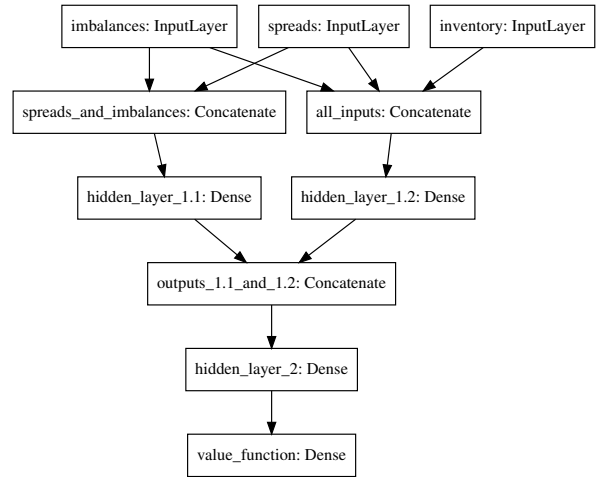 imbalances: InputLayer
spreads: InputLayer
inventory: InputLayer
spreads_and_imbalances: Concatenate
all_inputs: Concatenate
hidden_layer_1.1: Dense
hidden_layer_1.2: Dense
outputs_1.1_and_1.2: Concatenate
hidden_layer_2: Dense
value_function: Dense